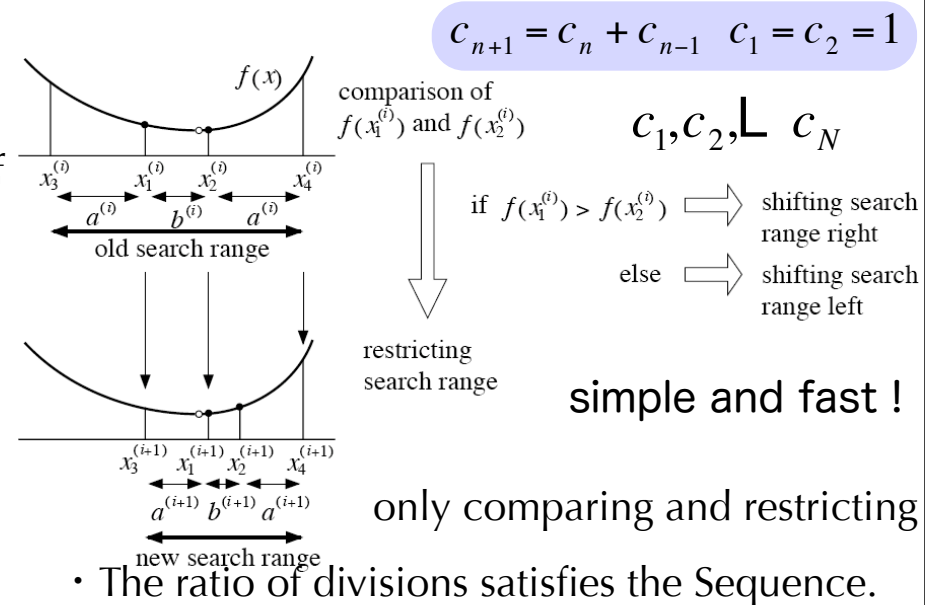 c_{n+1} = c_n + c_{n-1} c_1 = c_2 = 1
f(x)
comparison of
f(x_1^{(i)}) and f(x_2^{(i)})
c_1, c_2, L c_N
x_3^{(i)} x_1^{(i)} x_2^{(i)} x_4^{(i)}
a^{(i)} b^{(i)} a^{(i)}
old search range
if f(x_1^{(i)}) > f(x_2^{(i)})
shifting search
range right
else
shifting search
range left
restricting
search range
simple and fast !
x_3^{(i+1)} x_1^{(i+1)} x_2^{(i+1)} x_4^{(i+1)}
a^{(i+1)} b^{(i+1)} a^{(i+1)}
new search range
only comparing and restricting
・The ratio of divisions satisfies the Sequence.